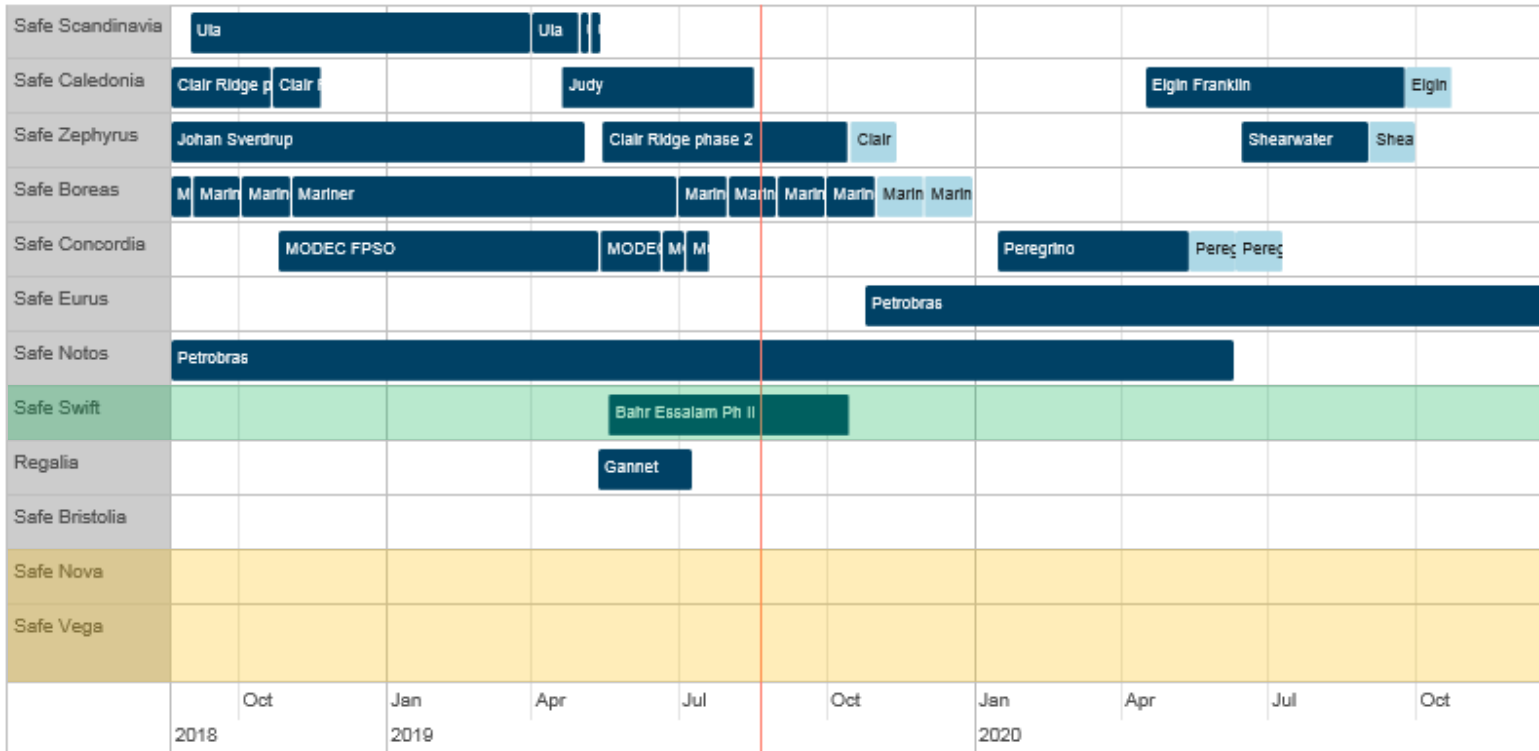 Safe Scandinavia Ula Ula
Safe Caledonia Clair Ridge p Clair Judy Elgin Franklin Elgin
Safe Zephyrus Johan Sverdrup Clair Ridge phase 2 Clair Shearwater Shea
Safe Boreas M Marin Marin Mariner Marin Marin Marin Marin Marin Marin
Safe Concordia MODEC FPSO MODEC M M Peregrino Pereg Pereg
Safe Eurus Petrobras
Safe Notos Petrobras
Safe Swift Bahr Essalam Ph II
Regalia Gannet
Safe Bristolia
Safe Nova
Safe Vega
Oct Jan Apr Jul Oct Jan Apr Jul Oct
2018 2019 2020